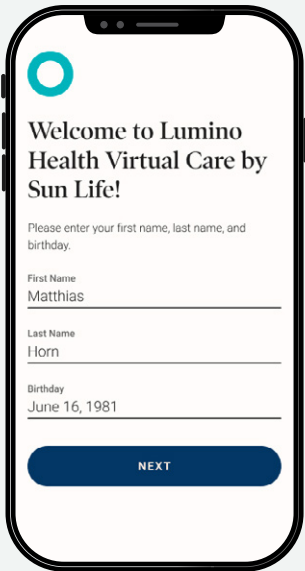 Welcome to Lumino
Health Virtual Care by
Sun Life!
Please enter your first name, last name, and
birthday.
First Name
Matthias
Last Name
Horn
Birthday
June 16, 1981
NEXT